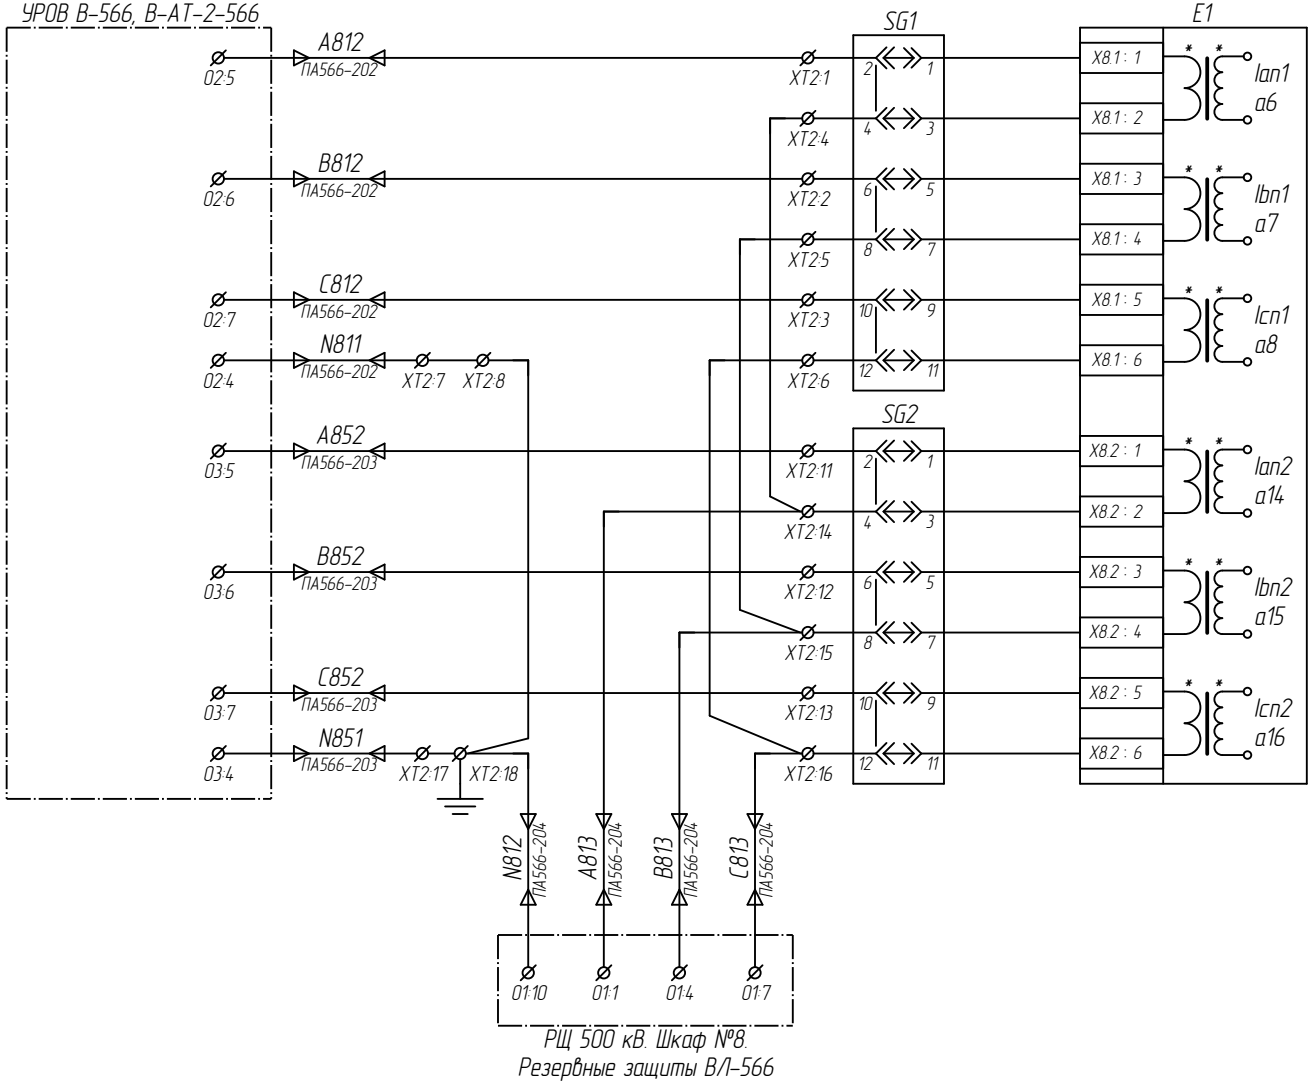 УРОВ В-566, В-АТ-2-566
SG1
E1
02:5
А812
ПА566-202
XT2:1
2
1
X8.1: 1
*
*
Ian1
a6
XT2:4
4
3
X8.1: 2
02:6
В812
ПА566-202
XT2:2
6
5
X8.1: 3
*
*
Ibn1
a7
XT2:5
8
7
X8.1: 4
02:7
С812
ПА566-202
XT2:3
10
9
X8.1: 5
*
*
Icn1
a8
02:4
N811
ПА566-202
XT2:7
XT2:8
XT2:6
12
11
X8.1: 6
SG2
03:5
А852
ПА566-203
XT2:11
2
1
X8.2: 1
*
*
Ian2
a14
XT2:14
4
3
X8.2: 2
03:6
В852
ПА566-203
XT2:12
6
5
X8.2: 3
*
*
Ibn2
a15
XT2:15
8
7
X8.2: 4
03:7
С852
ПА566-203
XT2:13
10
9
X8.2: 5
*
*
Icn2
a16
03:4
N851
ПА566-203
XT2:17
XT2:18
XT2:16
12
11
X8.2: 6
N812
ПА566-204
А813
ПА566-204
В813
ПА566-204
С813
ПА566-204
01:10
01:1
01:4
01:7
РЩ 500 кВ. Шкаф №8.
Резервные защиты ВЛ-566